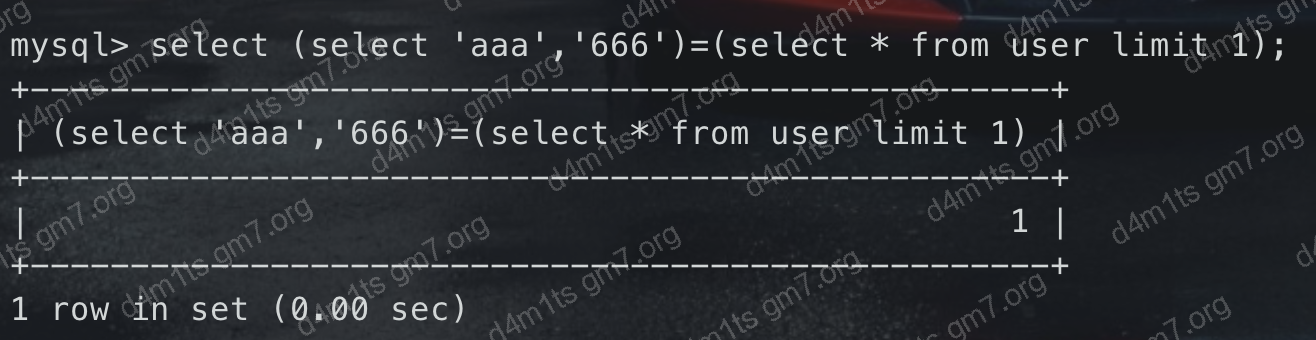 mysql> select (select 'aaa','666')=(select * from user limit 1);
+---------------------------------------------------+
| (select 'aaa','666')=(select * from user limit 1) |
+---------------------------------------------------+
|                                                 1 |
+---------------------------------------------------+
1 row in set (0.00 sec)
d4m1ts gm7.org